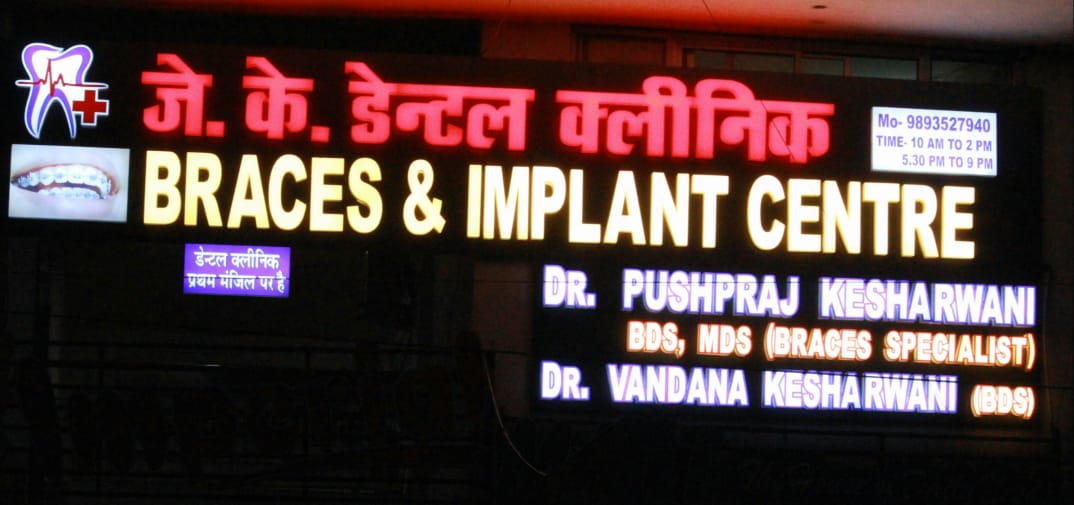 जे. के. डेन्टल क्लीनिक
Mo- 9893527940
TIME- 10 AM TO 2 PM
5.30 PM TO 9 PM
BRACES & IMPLANT CENTRE
डेन्टल क्लीनिक
प्रथम मंजिल पर है
DR. PUSHPRAJ KESHARWANI
BDS, MDS (BRACES SPECIALIST)
DR. VANDANA KESHARWANI (BDS)